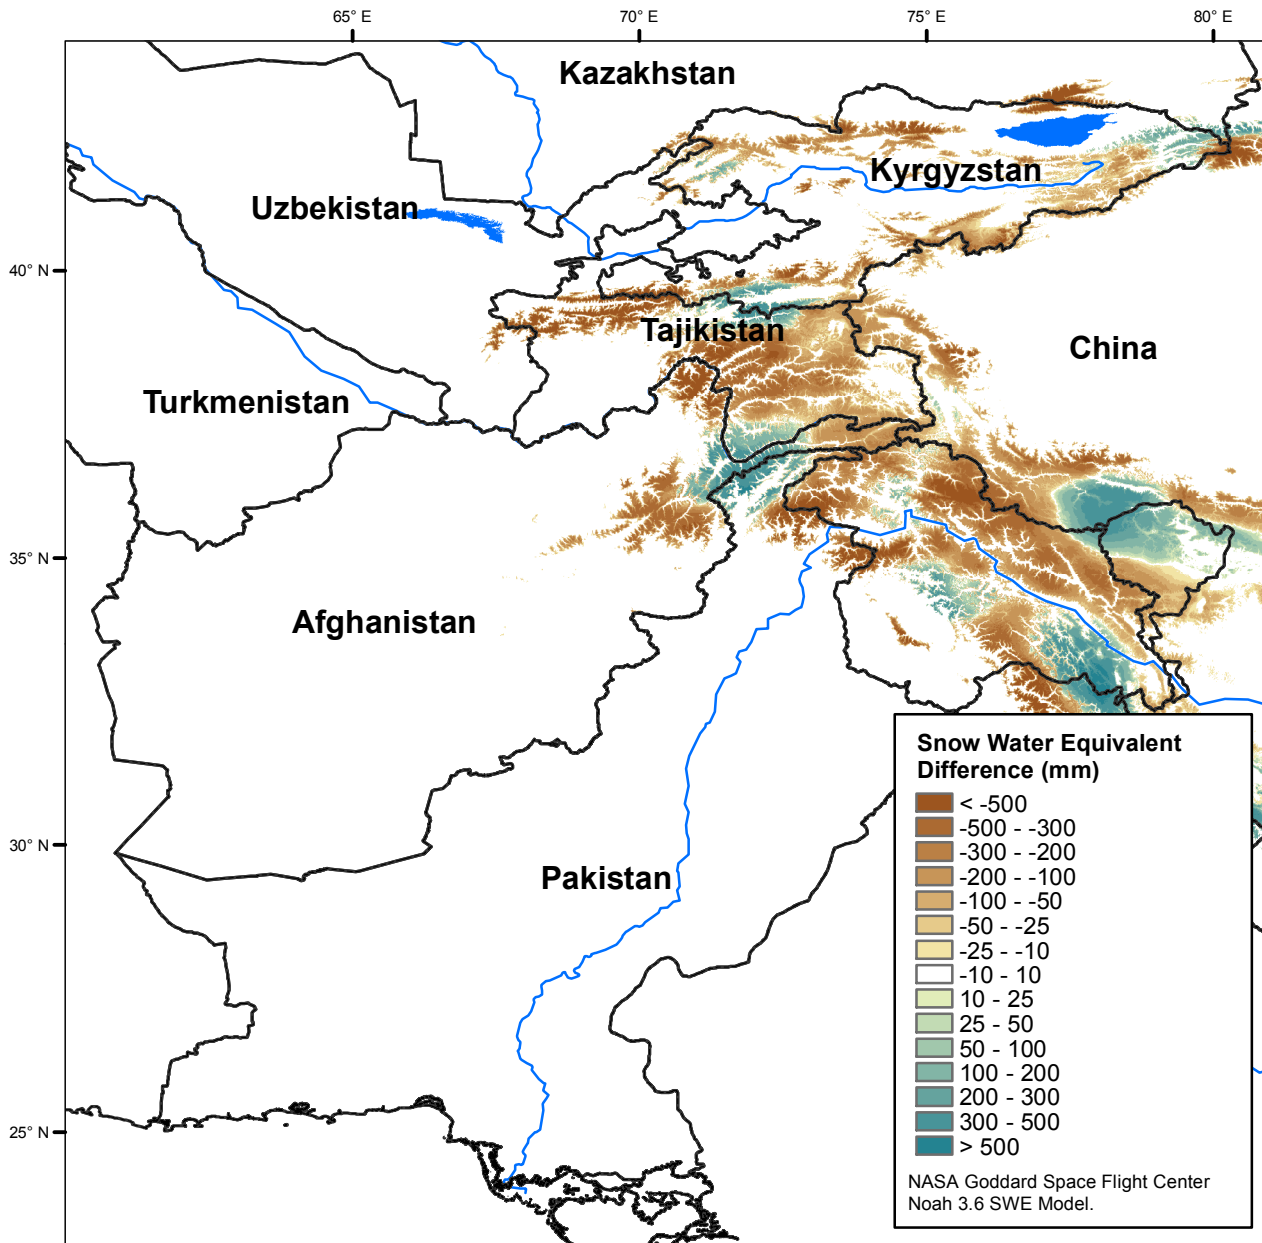 65° E
70° E
75° E
80° E
Kazakhstan
Kyrgyzstan
Uzbekistan
40° N
Tajikistan
China
Turkmenistan
35° N
Afghanistan
30° N
Pakistan
25° N
Snow Water Equivalent
Difference (mm)
< -500
-500 - -300
-300 - -200
-200 - -100
-100 - -50
-50 - -25
-25 - -10
-10 - 10
10 - 25
25 - 50
50 - 100
100 - 200
200 - 300
300 - 500
> 500
NASA Goddard Space Flight Center
Noah 3.6 SWE Model.